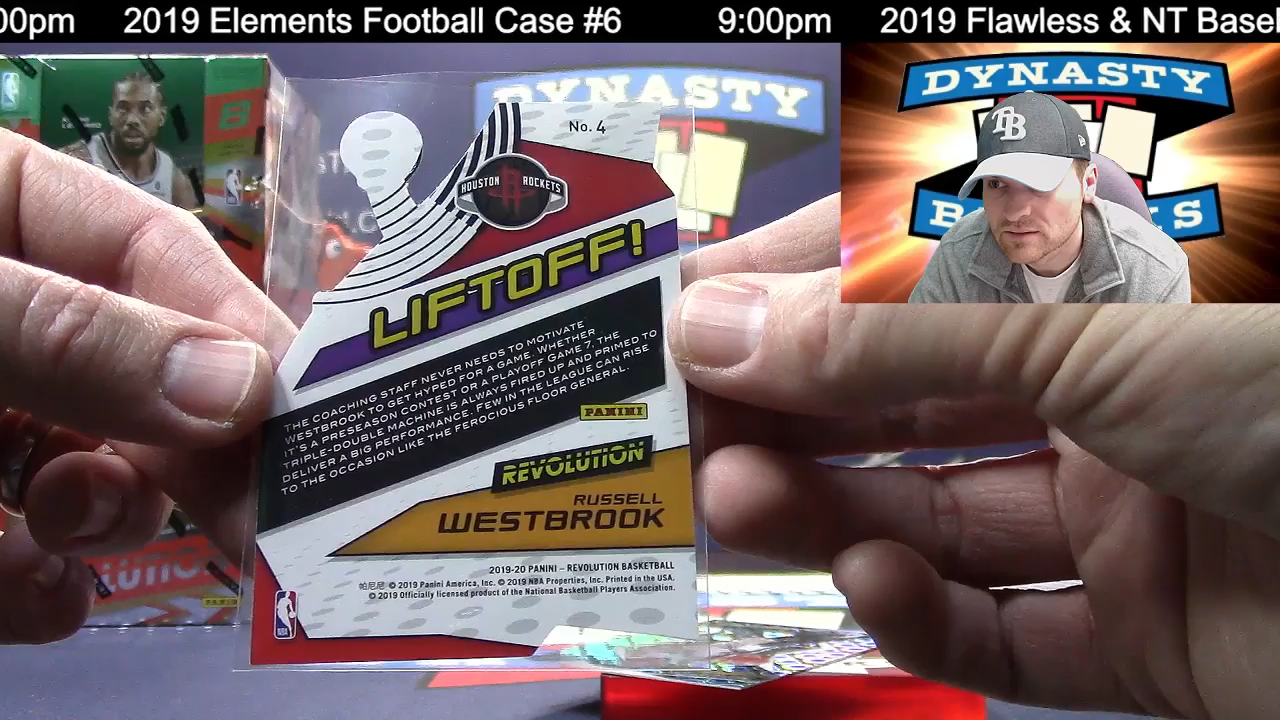 00pm 2019 Elements Football Case #6 9:00pm 2019 Flawless & NT Baseb
DYNASTY
DYNASTY
No. 4
HOUSTON ROCKETS
LIFTOFF!
THE COACHING STAFF NEVER NEEDS TO MOTIVATE
WESTBROOK TO GET HYPED FOR A GAME. WHETHER
IT'S A PRESEASON CONTEST OR A PLAYOFF GAME 7, THE
TRIPLE-DOUBLE MACHINE IS ALWAYS FIRED UP AND PRIMED TO
DELIVER A BIG PERFORMANCE. FEW IN THE LEAGUE CAN RISE
TO THE OCCASION LIKE THE FEROCIOUS FLOOR GENERAL.
PANINI
REVOLUTION
RUSSELL
WESTBROOK
2019-20 PANINI – REVOLUTION BASKETBALL
帕尼尼 © 2019 Panini America, Inc. © 2019 NBA Properties, Inc. Printed in the USA.
© 2019 Officially licensed product of the National Basketball Players Association.
NBA
TB